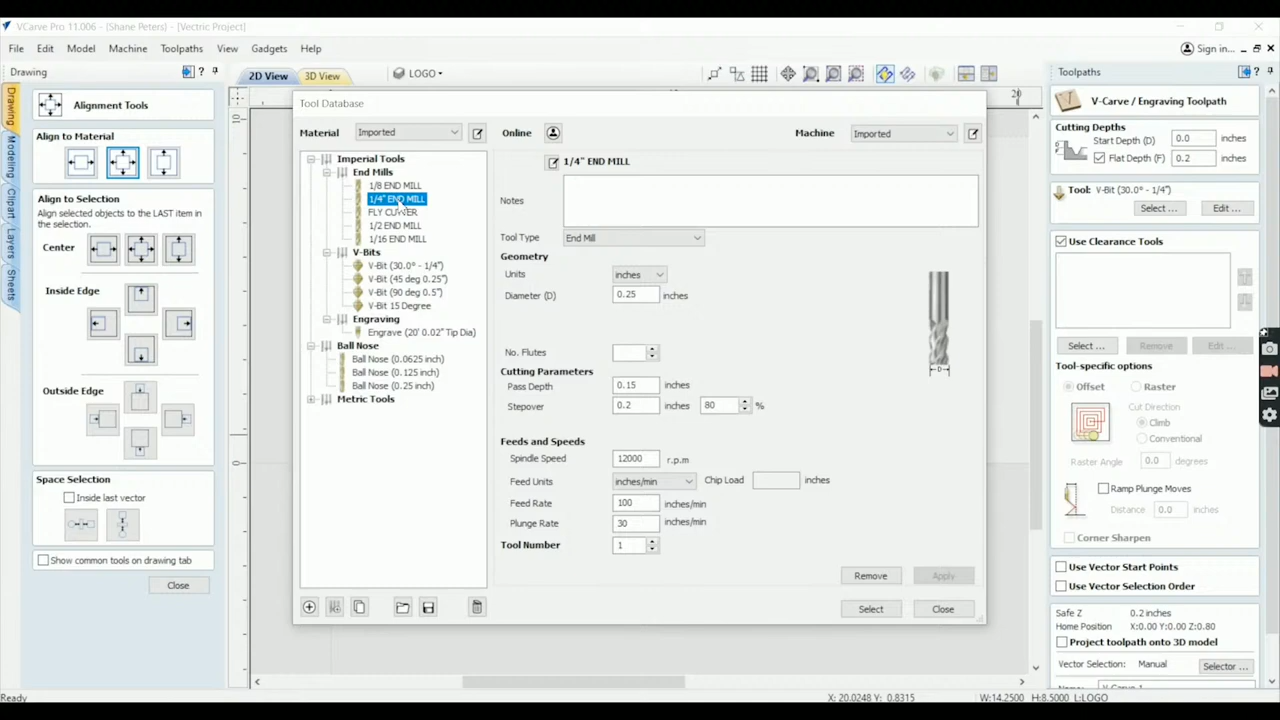 VCarve Pro 11.006 - {Shane Peters} - [Vectric Project]
File Edit Model Machine Toolpaths View Gadgets Help
Sign in...
Drawing
2D View 3D View
LOGO
Toolpaths
Drawing
Modeling
Clipart
Layers
Sheets
Alignment Tools
Align to Material
Align to Selection
Align selected objects to the LAST item in
the selection.
Center
Inside Edge
Outside Edge
Space Selection
Inside last vector
Show common tools on drawing tab
Close
20
10
0
Tool Database
Material Imported
Online
Machine Imported
Imperial Tools
End Mills
1/8 END MILL
1/4" END MILL
FLY CUTTER
1/2 END MILL
1/16 END MILL
V-Bits
V-Bit (30.0° - 1/4")
V-Bit (45 deg 0.25")
V-Bit (90 deg 0.5")
V-Bit 15 Degree
Engraving
Engrave (20' 0.02" Tip Dia)
Ball Nose
Ball Nose (0.0625 inch)
Ball Nose (0.125 inch)
Ball Nose (0.25 inch)
Metric Tools
1/4" END MILL
Notes
Tool Type End Mill
Geometry
Units inches
Diameter (D) 0.25 inches
D
No. Flutes
Cutting Parameters
Pass Depth 0.15 inches
Stepover 0.2 inches 80 %
Feeds and Speeds
Spindle Speed 12000 r.p.m
Feed Units inches/min Chip Load inches
Feed Rate 100 inches/min
Plunge Rate 30 inches/min
Tool Number 1
Remove Apply
Select Close
V-Carve / Engraving Toolpath
Cutting Depths
Start Depth (D) 0.0 inches
Flat Depth (F) 0.2 inches
Tool: V-Bit (30.0° - 1/4")
Select ... Edit ...
Use Clearance Tools
Select ... Remove Edit ...
Tool-specific options
Offset Raster
Cut Direction
Climb
Conventional
Raster Angle 0.0 degrees
Ramp Plunge Moves
Distance 0.0 inches
Corner Sharpen
Use Vector Start Points
Use Vector Selection Order
Safe Z 0.2 inches
Home Position X:0.00 Y:0.00 Z:0.80
Project toolpath onto 3D model
Vector Selection: Manual Selector ...
Name: V-Carve 1
Ready
X: 20.0248 Y: 0.8315
W:14.2500 H:8.5000 L:LOGO